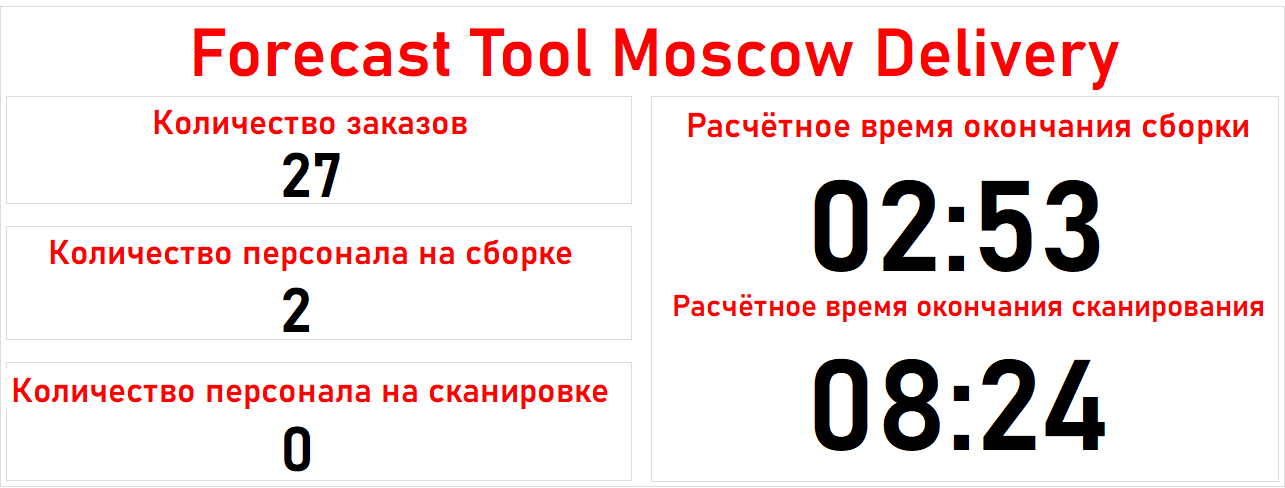 Forecast Tool Moscow Delivery
Количество заказов
27
Количество персонала на сборке
2
Количество персонала на сканировке
0
Расчётное время окончания сборки
02:53
Расчётное время окончания сканирования
08:24